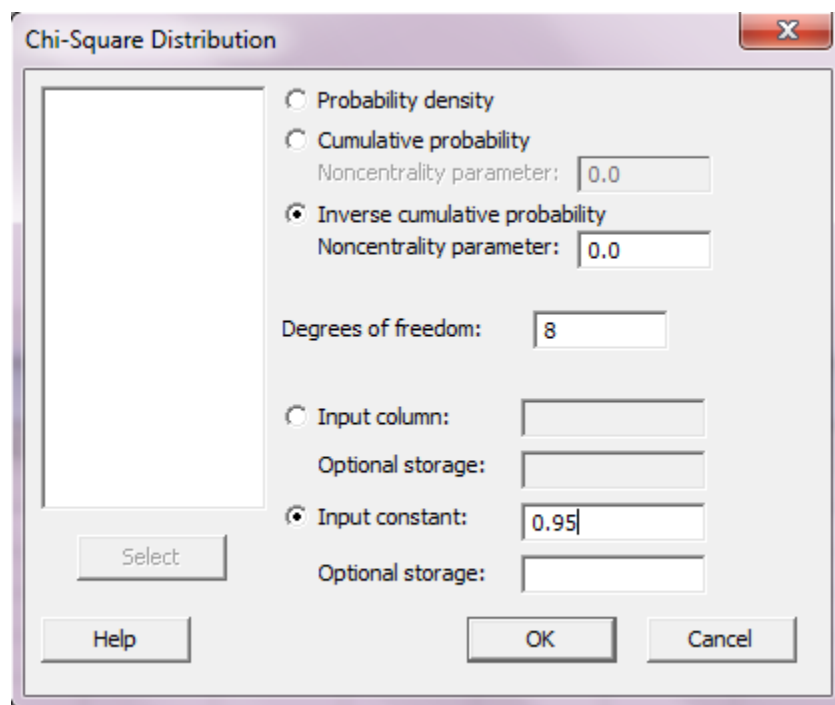 Chi-Square Distribution
Probability density
Cumulative probability
Noncentrality parameter: 0.0
Inverse cumulative probability
Noncentrality parameter: 0.0
Degrees of freedom: 8
Input column:
Optional storage:
Input constant: 0.95
Optional storage:
Select
Help OK Cancel